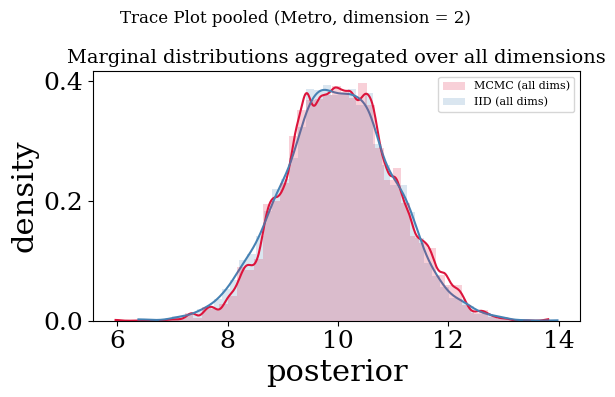 Trace Plot pooled (Metro, dimension = 2)
Marginal distributions aggregated over all dimensions
MCMC (all dims)
IID (all dims)
density
0.4
0.2
0.0
6 8 10 12 14
posterior